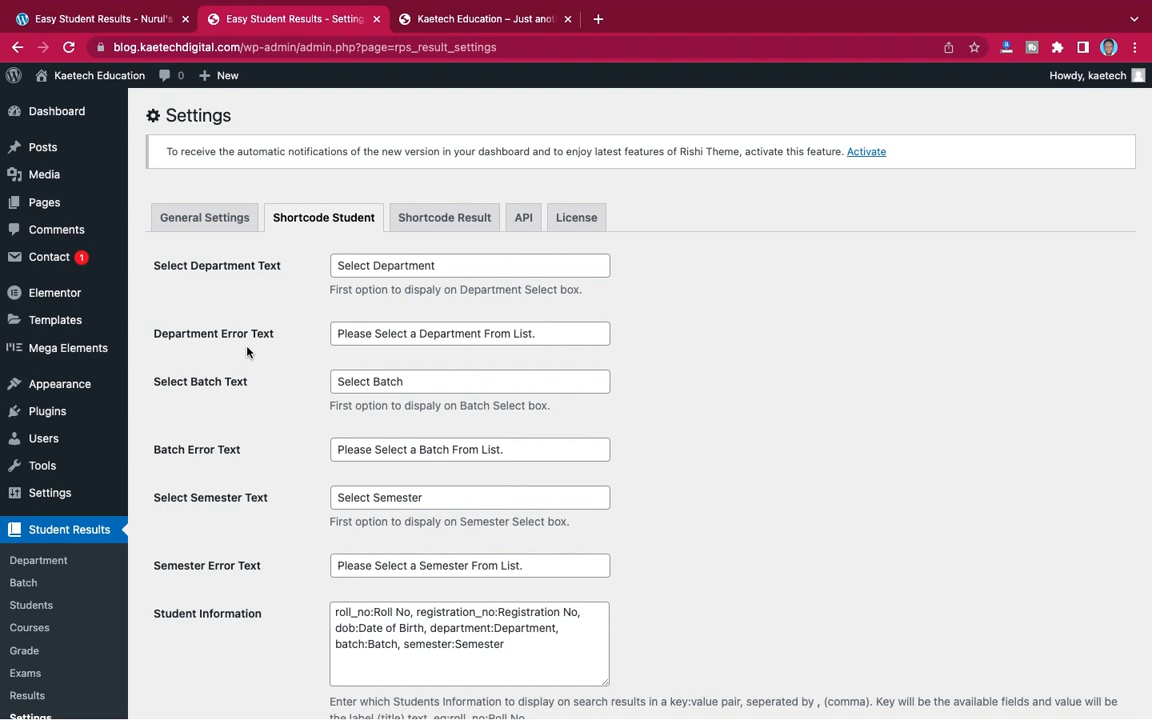 Easy Student Results - Nurul's
Easy Student Results - Setting
Kaetech Education – Just anot
blog.kaetechdigital.com/wp-admin/admin.php?page=rps_result_settings
Kaetech Education
0
New
Howdy, kaetech
Dashboard
Posts
Media
Pages
Comments
Contact 1
Elementor
Templates
Mega Elements
Appearance
Plugins
Users
Tools
Settings
Student Results
Department
Batch
Students
Courses
Grade
Exams
Results
Settings
Settings
To receive the automatic notifications of the new version in your dashboard and to enjoy latest features of Rishi Theme, activate this feature. Activate
General Settings
Shortcode Student
Shortcode Result
API
License
Select Department Text
Select Department
First option to dispaly on Department Select box.
Department Error Text
Please Select a Department From List.
Select Batch Text
Select Batch
First option to dispaly on Batch Select box.
Batch Error Text
Please Select a Batch From List.
Select Semester Text
Select Semester
First option to dispaly on Semester Select box.
Semester Error Text
Please Select a Semester From List.
Student Information
roll_no:Roll No, registration_no:Registration No,
dob:Date of Birth, department:Department,
batch:Batch, semester:Semester
Enter which Students Information to display on search results in a key:value pair, seperated by , (comma). Key will be the available fields and value will be
the label (title) text. eg:roll_no:Roll No